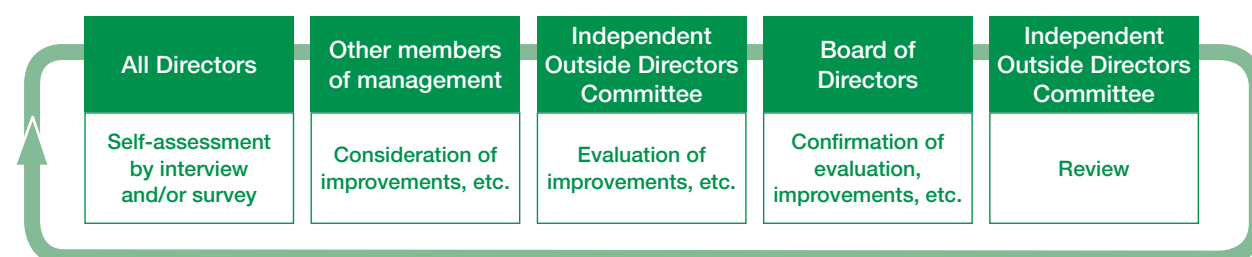 All Directors
Self-assessment
by interview
and/or survey
Other members
of management
Consideration of
improvements, etc.
Independent
Outside Directors
Committee
Evaluation of
improvements, etc.
Board of
Directors
Confirmation of
evaluation,
improvements, etc.
Independent
Outside Directors
Committee
Review